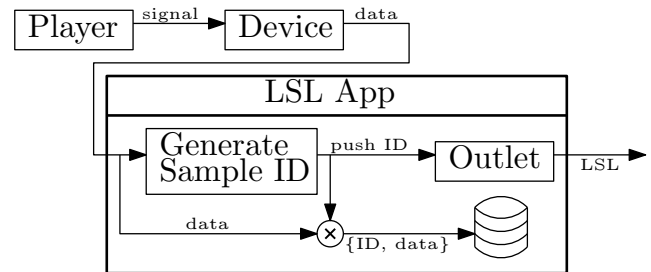 Player
signal
Device
data
LSL App
Generate
Sample ID
push ID
Outlet
LSL
data
{ID, data}